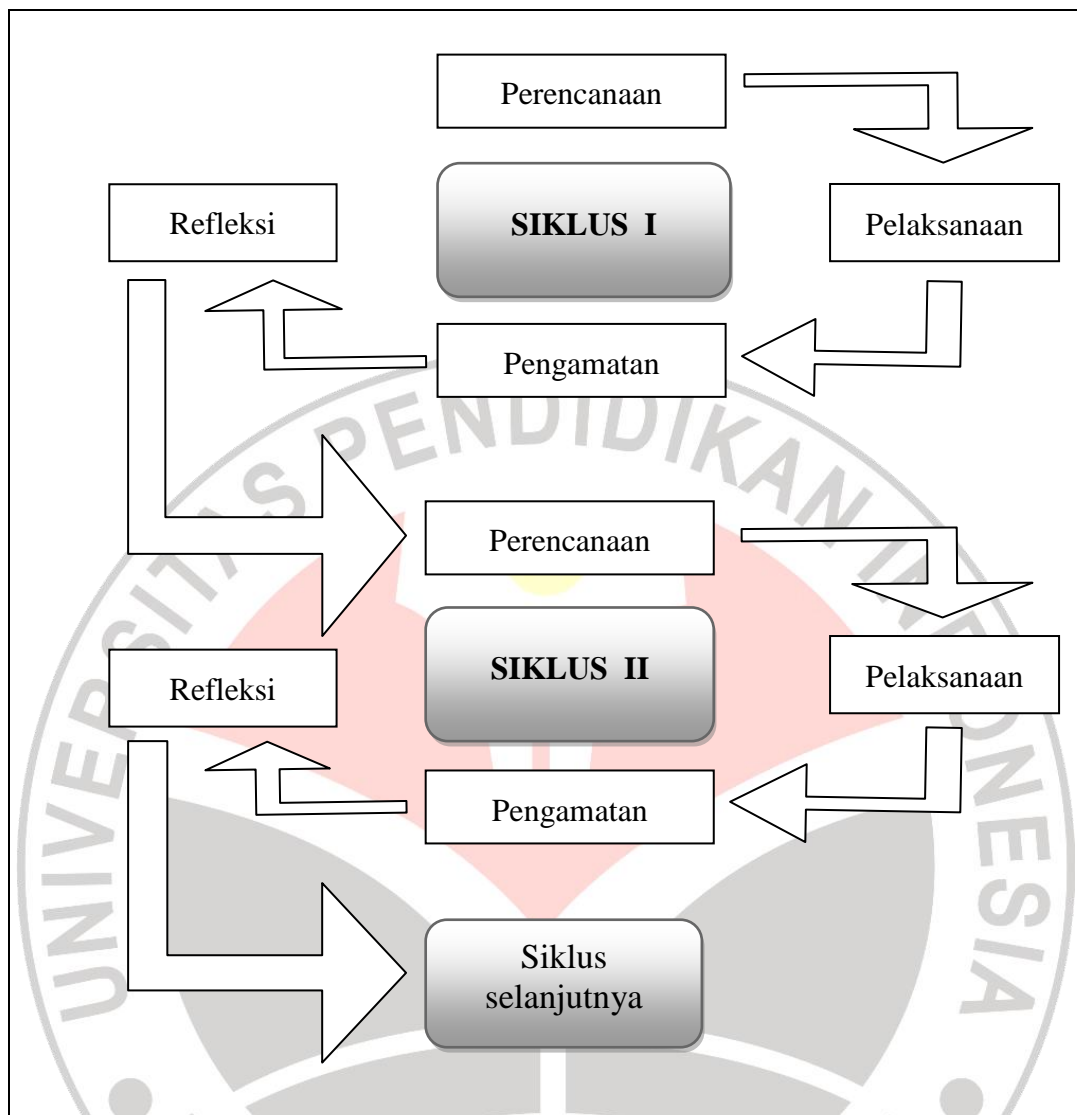 Perencanaan
Refleksi
SIKLUS I
Pelaksanaan
Pengamatan
Perencanaan
Refleksi
SIKLUS II
Pelaksanaan
Pengamatan
Siklus
selanjutnya
UNIVERSITAS PENDIDIKAN INDONESIA